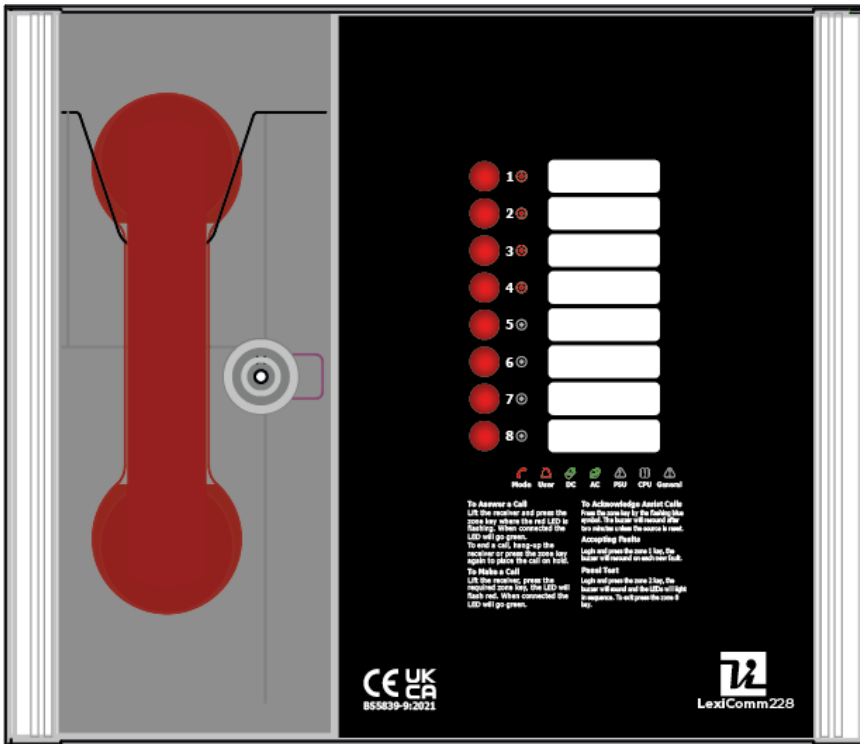 1
2
3
4
5
6
7
8
Mode User DC AC PSU CPU General
To Answer a Call
Lift the receiver and press the
zone key where the red LED is
flashing. When connected the
LED will go green.
To end a call, hang-up the
receiver or press the zone key
again to place the call on hold.
To Make a Call
Lift the receiver, press the
required zone key, the LED will
flash red. When connected the
LED will go green.
To Acknowledge Assist Calls
Press the zone key by the flashing blue
symbol. The buzzer will resound after
two minutes unless the source is reset.
Accepting Faults
Login and press the zone 1 key, the
buzzer will resound on each new fault.
Panel Test
Login and press the zone 2 key, the
buzzer will sound and the LEDs will light
in sequence. To exit press the zone 8
key.
CE UK
CA
BS5839-9:2021
LexiComm228